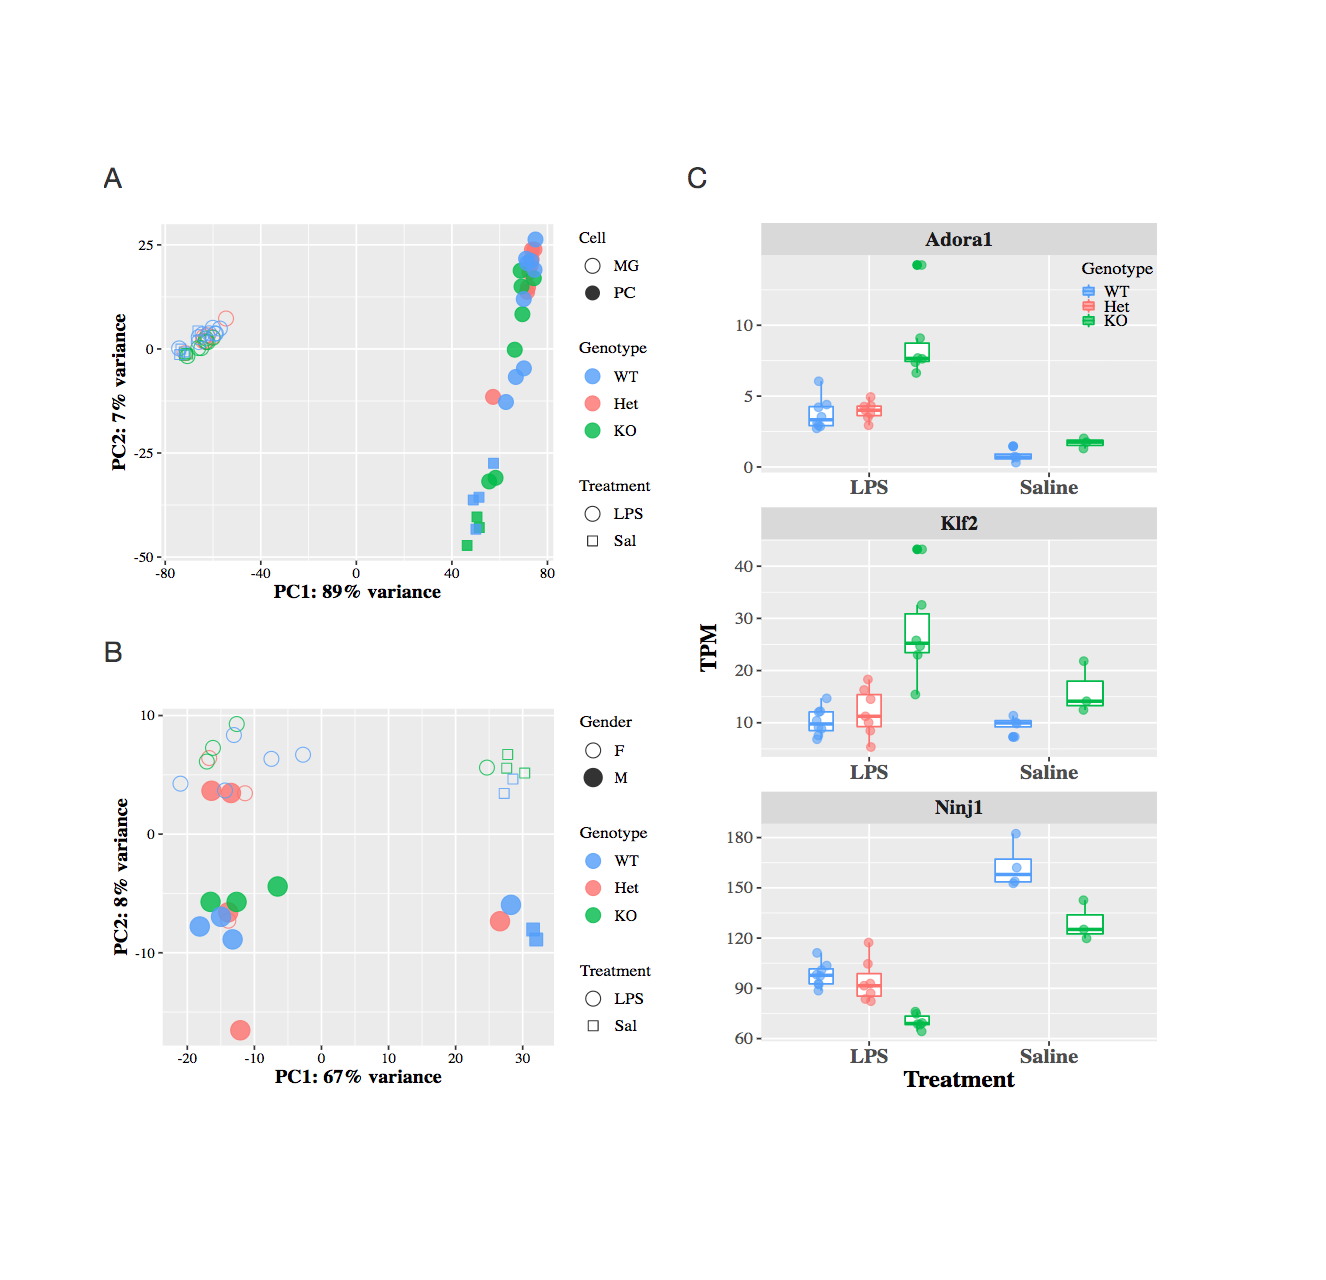 A
25
0
-25
-50
-80
-40
0
40
80
PC2: 7% variance
PC1: 89% variance
Cell
MG
PC
Genotype
WT
Het
KO
Treatment
LPS
Sal
B
10
0
-10
-20
-10
0
10
20
30
PC2: 8% variance
PC1: 67% variance
Gender
F
M
Genotype
WT
Het
KO
Treatment
LPS
Sal
C
Adora1
Genotype
WT
Het
KO
10
5
0
LPS
Saline
Klf2
40
30
20
10
LPS
Saline
TPM
Ninj1
180
150
120
90
60
LPS
Saline
Treatment